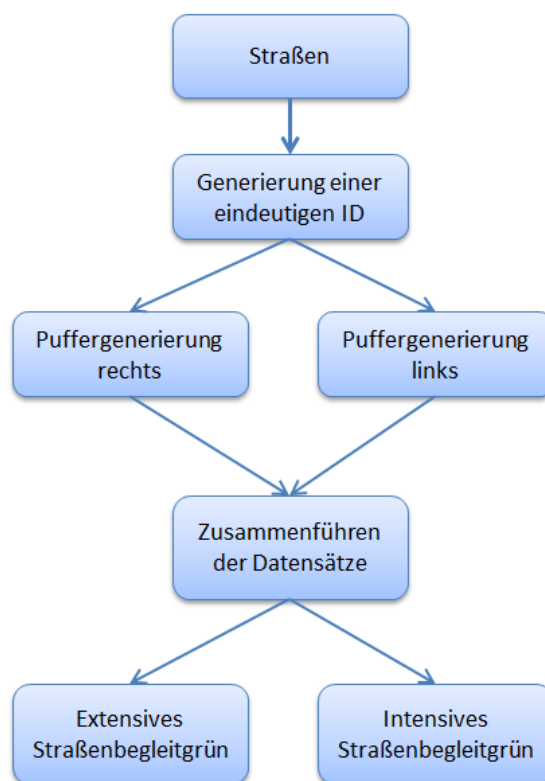 Straßen
Generierung einer
eindeutigen ID
Puffergenerierung
rechts
Puffergenerierung
links
Zusammenführen
der Datensätze
Extensives
Straßenbegleitgrün
Intensives
Straßenbegleitgrün